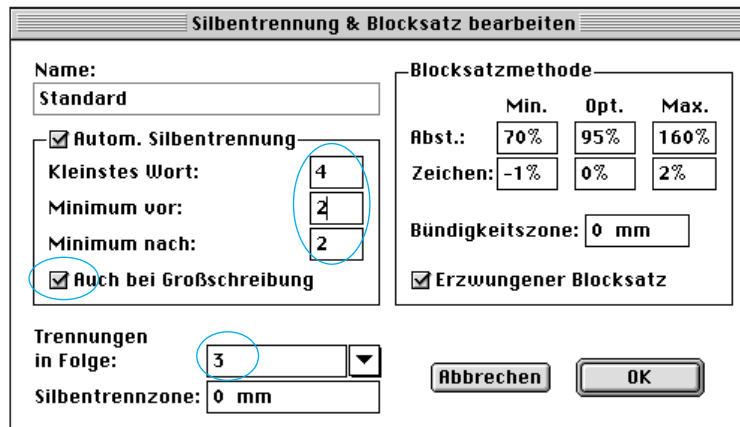 Silbentrennung & Blocksatz bearbeiten
Name:
Standard
Autom. Silbentrennung
Kleinstes Wort: 4
Minimum vor: 2
Minimum nach: 2
Auch bei Großschreibung
Trennungen
in Folge: 3
Silbentrennzone: 0 mm
Blocksatzmethode
Min. Opt. Max.
Abst.: 70% 95% 160%
Zeichen: -1% 0% 2%
Bündigkeitszone: 0 mm
Erzwungener Blocksatz
Abbrechen OK